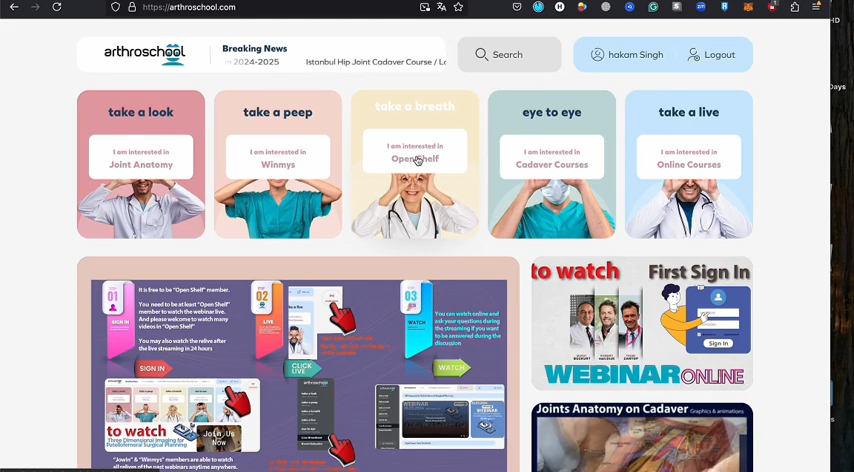 https://arthroschool.com
HD
Days
arthroschool
Breaking News
2024-2025 Istanbul Hip Joint Cadaver Course / Lo
Search
hakam Singh
Logout
take a look
I am interested in
Joint Anatomy
take a peep
I am interested in
Winmys
take a breath
I am interested in
Open Shelf
eye to eye
I am interested in
Cadaver Courses
take a live
I am interested in
Online Courses
STEP
01
SIGN IN
It is free to be "Open Shelf"
member.
You need to be at least "Open Shelf"
member to watch the webinar live.
And please welcome to watch many
videos in "Open Shelf"
You may also watch the relive after
the live streaming in 24 hours
SIGN IN
STEP
02
LIVE
CLICK
LIVE
STEP
03
WATCH
You can watch online and
ask your questions during
the streaming if you want
to be answered during the
discussion
WATCH
to watch
Three Dimensional Imaging for
Patellofemoral Surgical Planning
Join Us
Now
arthroschool
"Jowin" & "Winmys" members are able to watch
all relives of the past webinars anytime anywhere.
to watch
First Sign In
Sign in
WEBINAR ONLINE
Joints Anatomy on Cadaver Graphics & animations